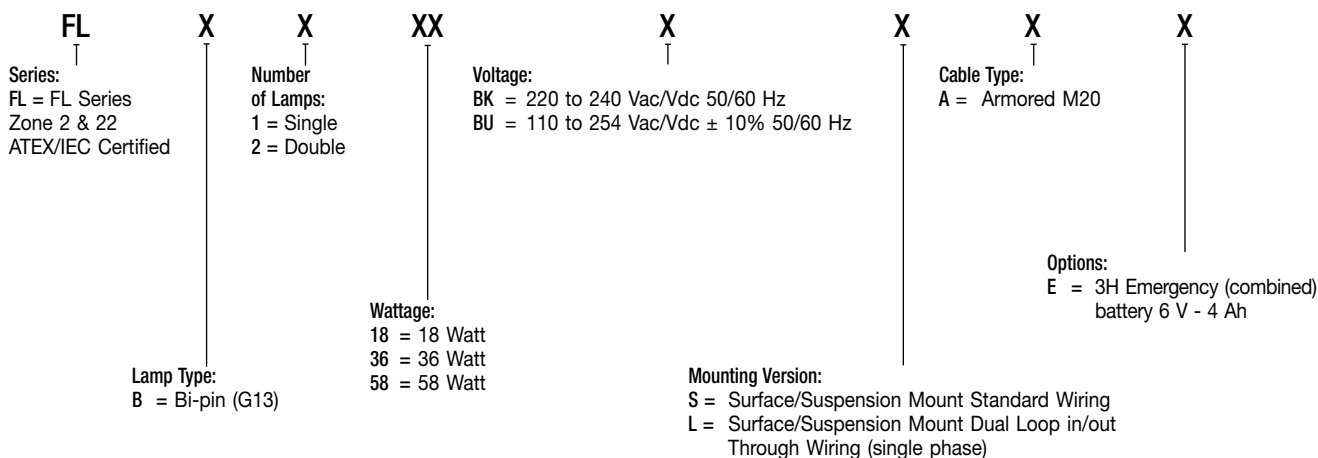 FL X X XX X X X X
Series:
FL = FL Series
Zone 2 & 22
ATEX/IEC Certified
Number
of Lamps:
1 = Single
2 = Double
Voltage:
BK = 220 to 240 Vac/Vdc 50/60 Hz
BU = 110 to 254 Vac/Vdc ± 10% 50/60 Hz
Cable Type:
A = Armored M20
Options:
E = 3H Emergency (combined)
battery 6 V - 4 Ah
Wattage:
18 = 18 Watt
36 = 36 Watt
58 = 58 Watt
Lamp Type:
B = Bi-pin (G13)
Mounting Version:
S = Surface/Suspension Mount Standard Wiring
L = Surface/Suspension Mount Dual Loop in/out
Through Wiring (single phase)